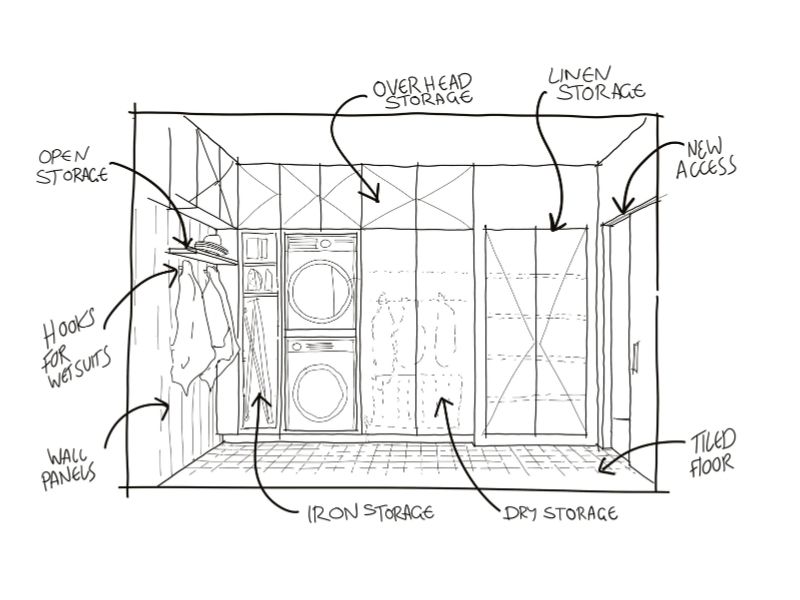 OVERHEAD
STORAGE
LINEN
STORAGE
OPEN
STORAGE
NEW
ACCESS
HOOKS
FOR
WETSUITS
WALL
PANELS
TILED
FLOOR
IRON STORAGE
DRY STORAGE